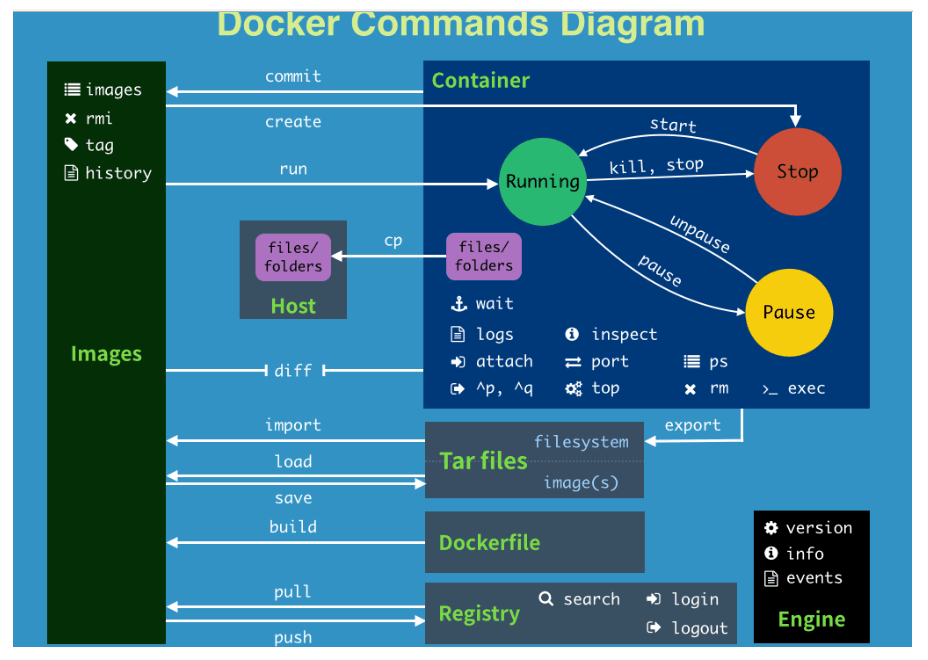 Docker Commands Diagram
images
rmi
tag
history
Images
commit
create
run
cp
diff
import
load
save
build
pull
push
files/
folders
Host
Container
Running
start
kill, stop
Stop
unpause
pause
Pause
files/
folders
wait
logs
inspect
attach
port
ps
^p, ^q
top
rm
>_ exec
export
Tar files
filesystem
image(s)
Dockerfile
Registry
search
login
logout
version
info
events
Engine